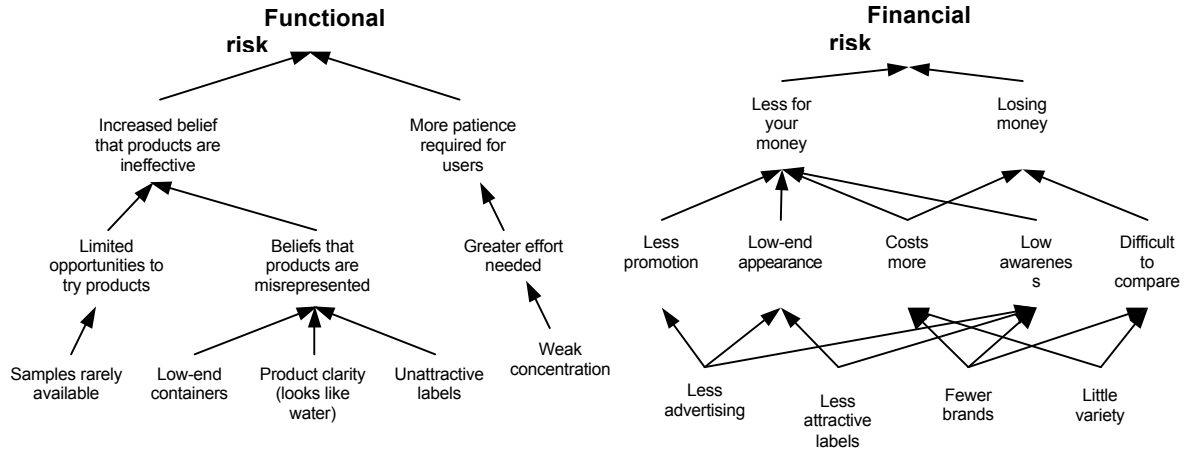 Functional
risk
Increased belief
that products are
ineffective
More patience
required for
users
Limited
opportunities to
try products
Beliefs that
products are
misrepresented
Greater effort
needed
Samples rarely
available
Low-end
containers
Product clarity
(looks like
water)
Unattractive
labels
Weak
concentration
Financial
risk
Less for
your
money
Losing
money
Less
promotion
Low-end
appearance
Costs
more
Low
awarenes
s
Difficult
to
compare
Less
advertising
Less
attractive
labels
Fewer
brands
Little
variety